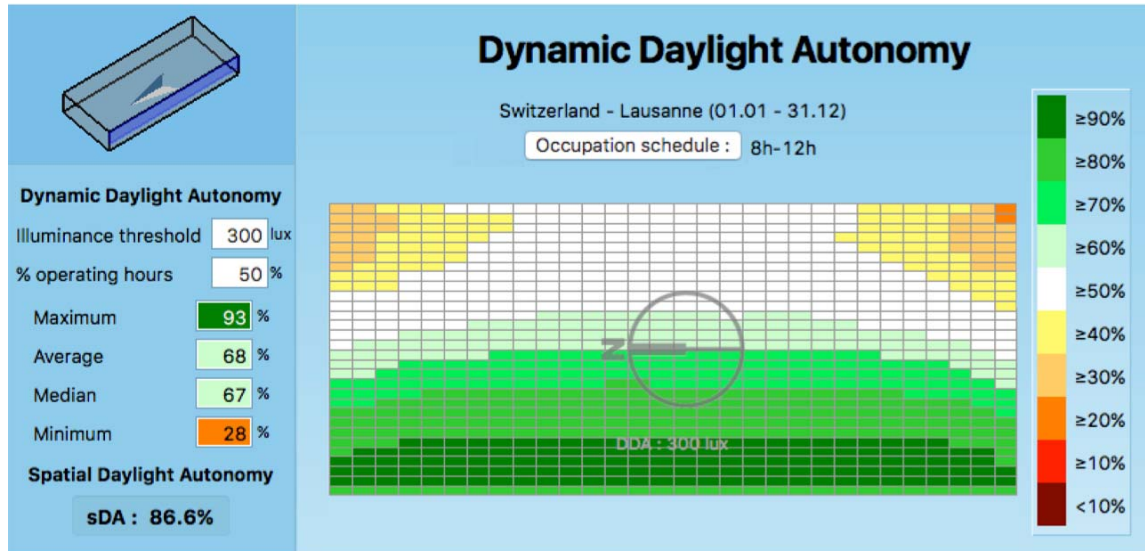 Dynamic Daylight Autonomy
Switzerland - Lausanne (01.01 - 31.12)
Occupation schedule : 8h-12h
Dynamic Daylight Autonomy
Illuminance threshold 300 lux
% operating hours 50 %
Maximum 93 %
Average 68 %
Median 67 %
Minimum 28 %
Spatial Daylight Autonomy
sDA : 86.6%
N
DDA : 300 lux
≥90%
≥80%
≥70%
≥60%
≥50%
≥40%
≥30%
≥20%
≥10%
<10%